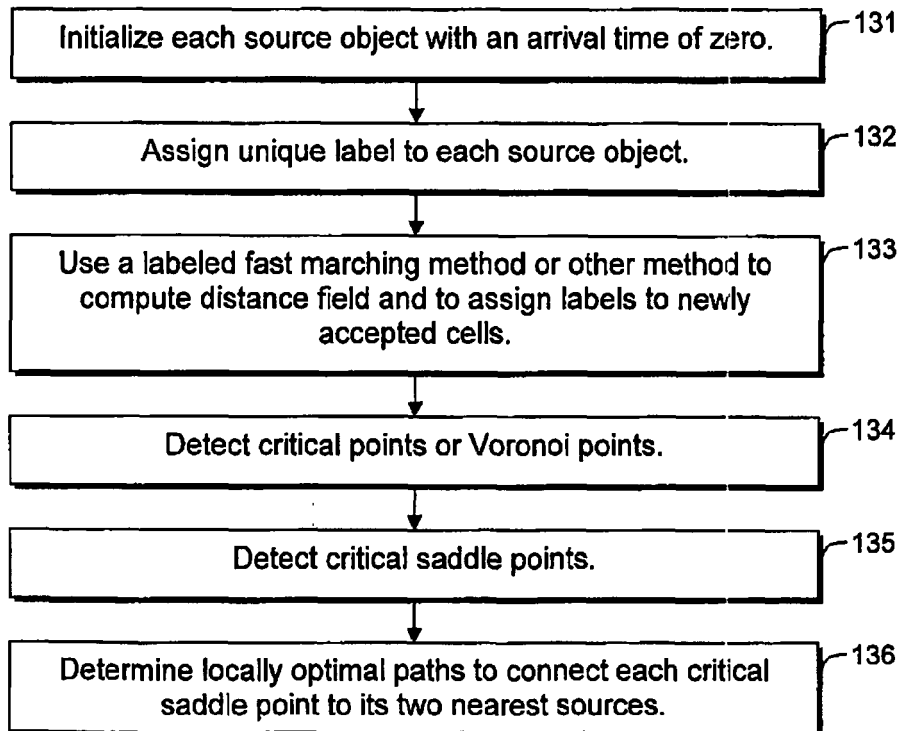 Initialize each source object with an arrival time of zero.
131
Assign unique label to each source object.
132
Use a labeled fast marching method or other method to
compute distance field and to assign labels to newly
accepted cells.
133
Detect critical points or Voronoi points.
134
Detect critical saddle points.
135
Determine locally optimal paths to connect each critical
saddle point to its two nearest sources.
136